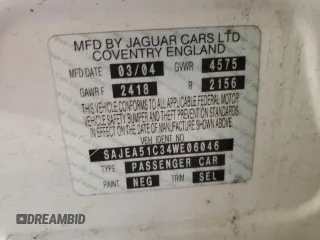 MFD BY JAGUAR CARS LTD
COVENTRY ENGLAND
MFD DATE 03/04 GVWR 4575
GAWR F 2418 R 2156
THIS VEHICLE CONFORMS TO ALL APPLICABLE FEDERAL MOTOR
VEHICLE SAFETY BUMPER, AND THEFT PREVENTION STANDARDS
IN EFFECT ON THE DATE OF MANUFACTURE SHOWN ABOVE
VEH IDENT NO
SAJEA51C34WE06046
TYPE PASSENGER CAR
PAINT NEG TRIM SEL
DREAMBID